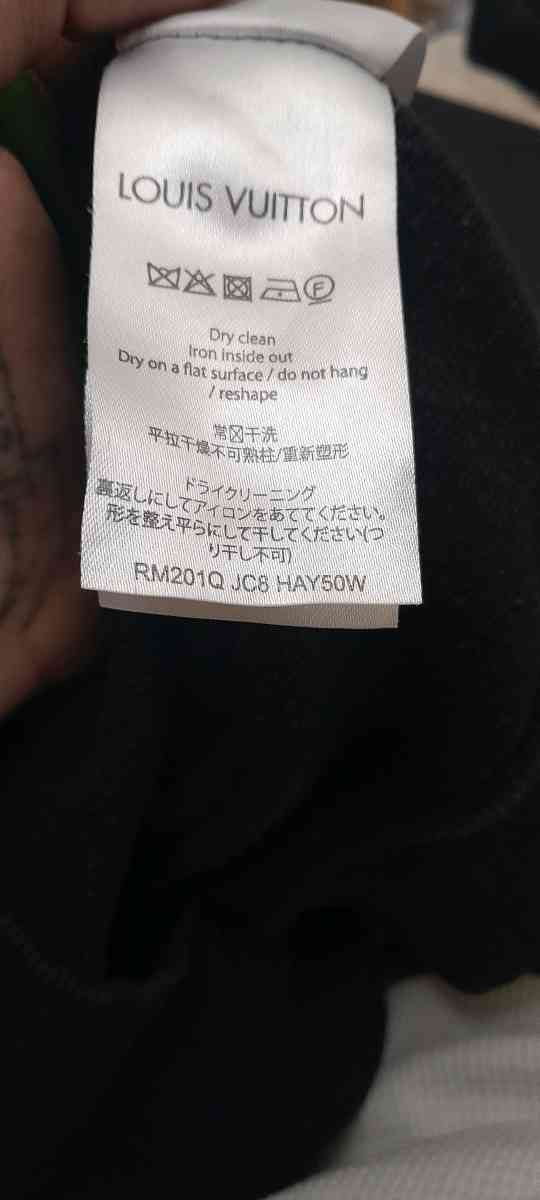 LOUIS VUITTON
Dry clean
Iron inside out
Dry on a flat surface / do not hang
/ reshape
常☒干洗
平拉干燥不可熟柱/重新塑形
ドライクリーニング
裏返しにしてアイロンをあててください。
形を整え平らにして干してください(つ
り干し不可)
RM201Q JC8 HAY50W